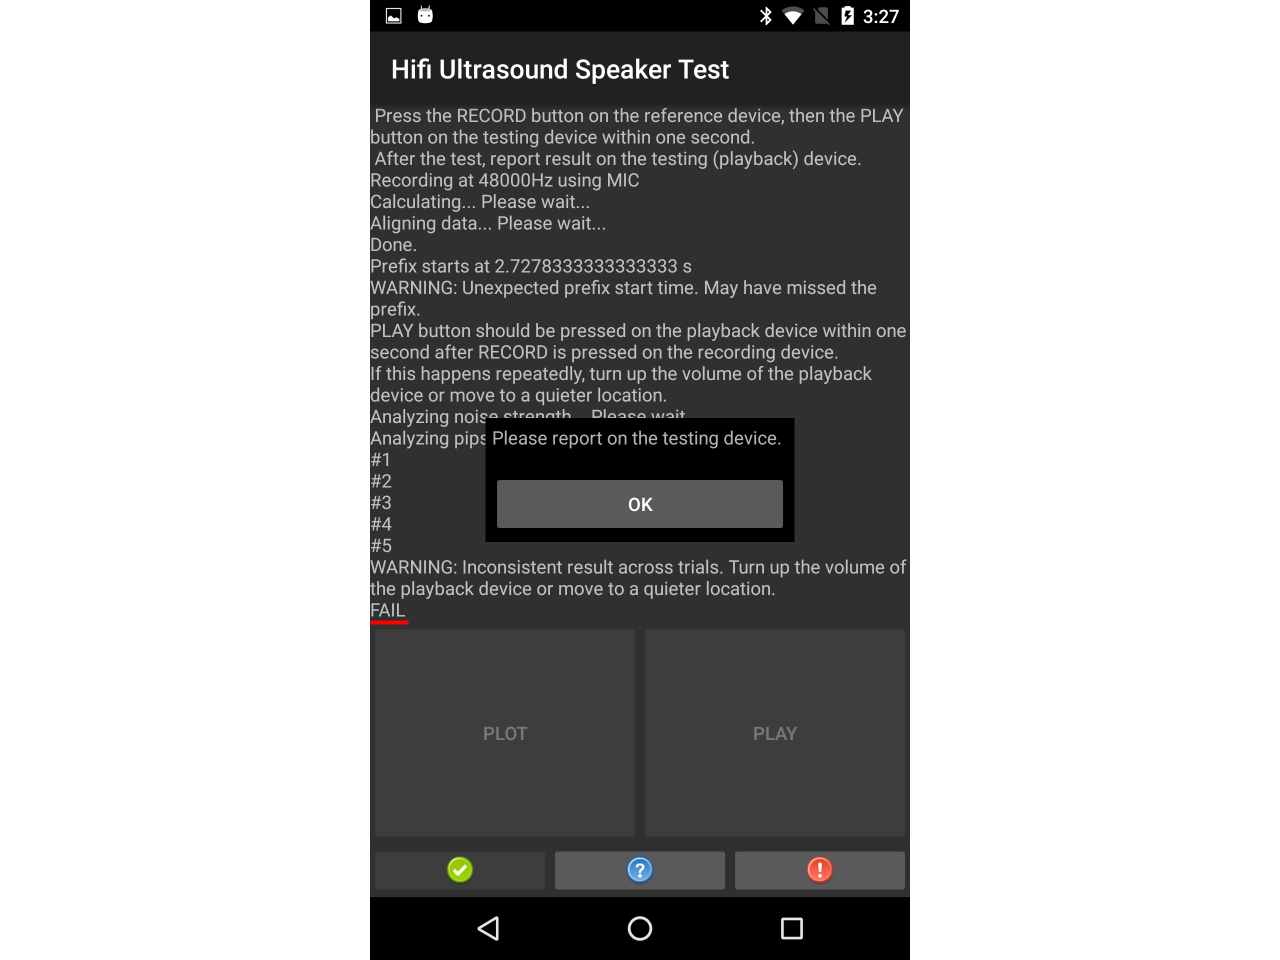 3:27
Hifi Ultrasound Speaker Test
Press the RECORD button on the reference device, then the PLAY
button on the testing device within one second.
After the test, report result on the testing (playback) device.
Recording at 48000Hz using MIC
Calculating... Please wait...
Aligning data... Please wait...
Done.
Prefix starts at 2.7278333333333333 s
WARNING: Unexpected prefix start time. May have missed the
prefix.
PLAY button should be pressed on the playback device within one
second after RECORD is pressed on the recording device.
If this happens repeatedly, turn up the volume of the playback
device or move to a quieter location.
Analyzing noise strength... Please wait...
Analyzing pips
Please report on the testing device.
OK
#1
#2
#3
#4
#5
WARNING: Inconsistent result across trials. Turn up the volume of
the playback device or move to a quieter location.
FAIL
PLOT
PLAY